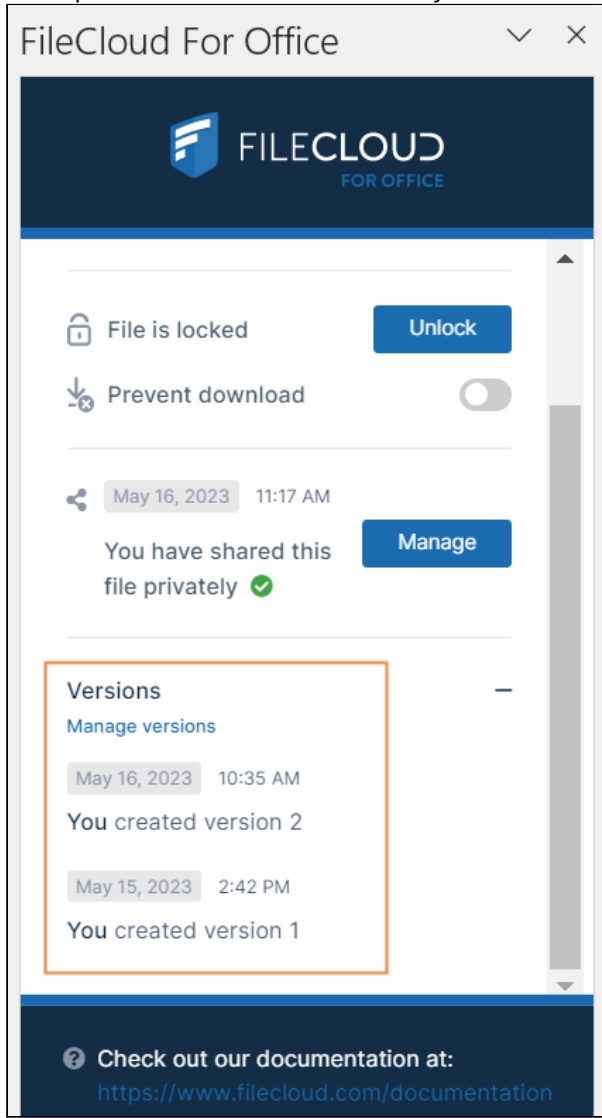 FileCloud For Office
FILECLOUD
FOR OFFICE
File is locked
Unlock
Prevent download
May 16, 2023 11:17 AM
You have shared this
file privately
Manage
Versions
Manage versions
May 16, 2023 10:35 AM
You created version 2
May 15, 2023 2:42 PM
You created version 1
Check out our documentation at:
https://www.filecloud.com/documentation